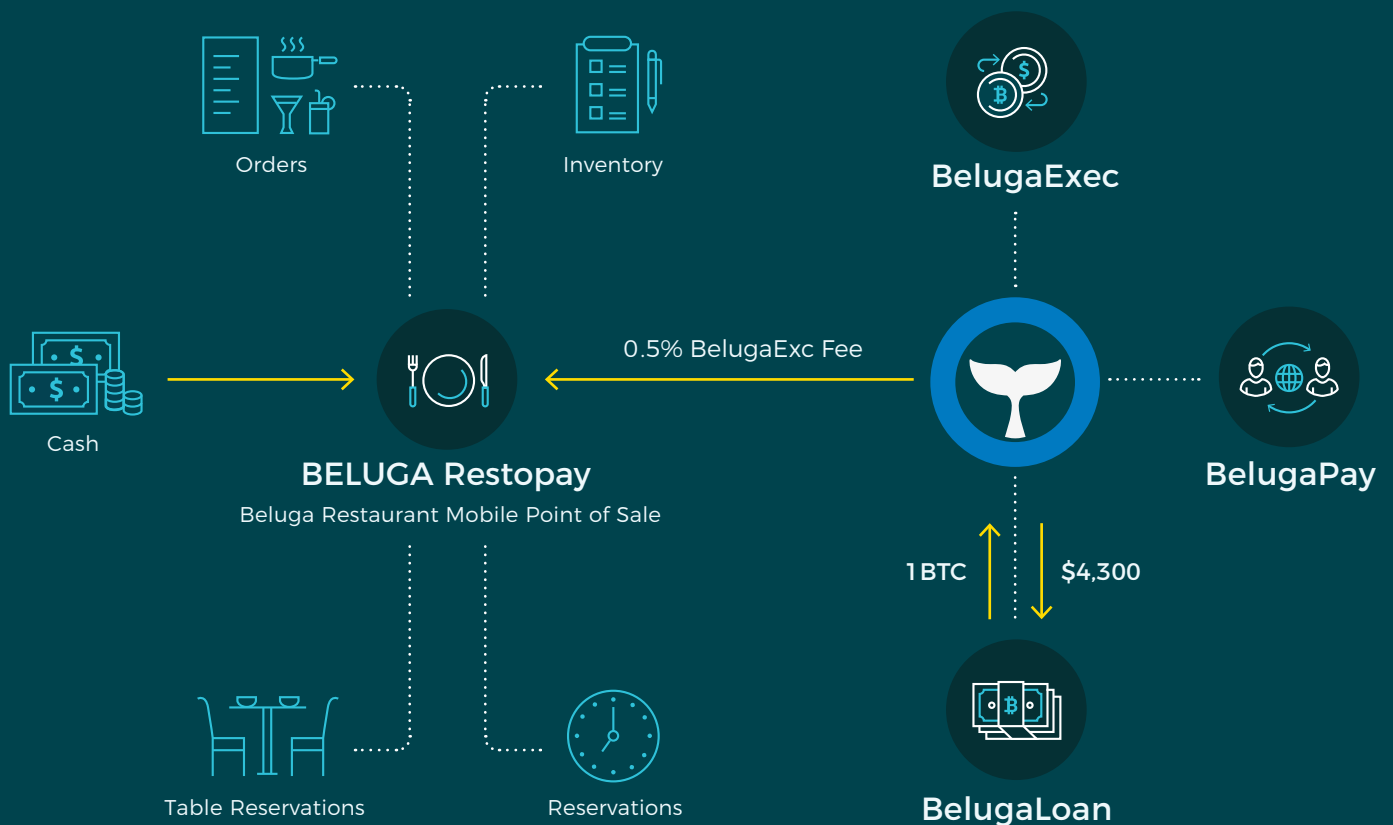 Orders
Inventory
BelugaExec
Cash
0.5% BelugaExc Fee
BELUGA Restopay
Beluga Restaurant Mobile Point of Sale
BelugaPay
1 BTC
$4,300
Table Reservations
Reservations
BelugaLoan